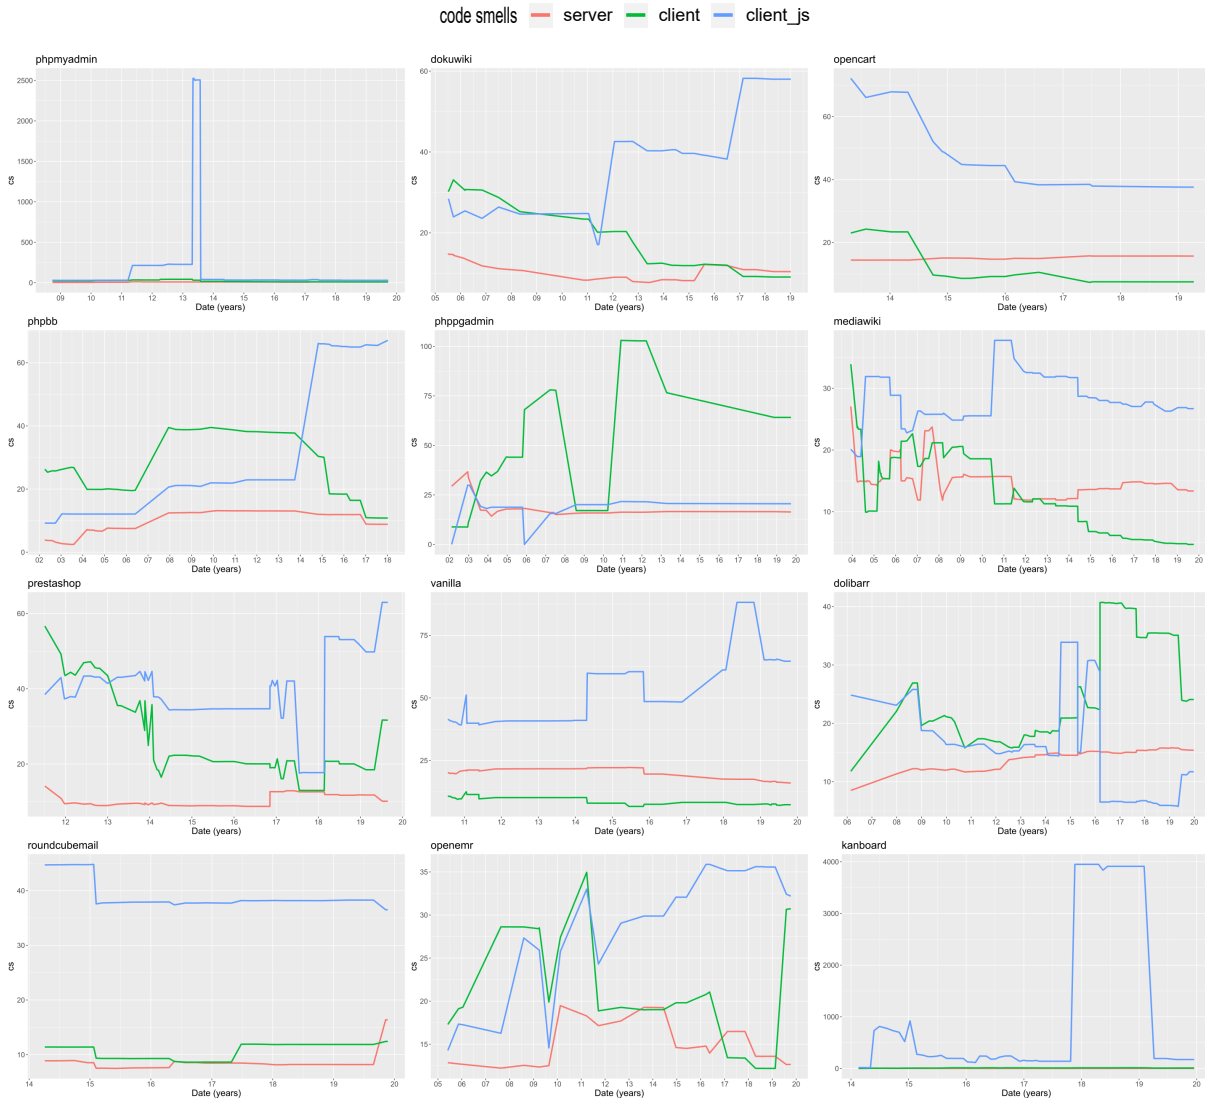 code smells server client client_js
phpmyadmin dokuwiki opencart
2500 2000 1500 1000 500 0
cs
09 10 11 12 13 14 15 16 17 18 19 20
Date (years)
60 40 20
cs
05 06 07 08 09 10 11 12 13 14 15 16 17 18 19
Date (years)
60 40 20
cs
14 15 16 17 18 19
Date (years)
phpbb phppgadmin mediawiki
60 40 20 0
cs
02 03 04 05 06 07 08 09 10 11 12 13 14 15 16 17 18
Date (years)
100 75 50 25 0
cs
02 03 04 05 06 07 08 09 10 11 12 13 14 15 16 17 18 19 20
Date (years)
30 20 10
cs
04 05 06 07 08 09 10 11 12 13 14 15 16 17 18 19 20
Date (years)
prestashop vanilla dolibarr
60 40 20
cs
12 13 14 15 16 17 18 19 20
Date (years)
75 50 25
cs
11 12 13 14 15 16 17 18 19 20
Date (years)
40 30 20 10
cs
06 07 08 09 10 11 12 13 14 15 16 17 18 19 20
Date (years)
roundcubemail openemr kanboard
40 30 20 10
cs
14 15 16 17 18 19 20
Date (years)
35 30 25 20 15
cs
05 06 07 08 09 10 11 12 13 14 15 16 17 18 19 20
Date (years)
4000 3000 2000 1000 0
cs
14 15 16 17 18 19 20
Date (years)